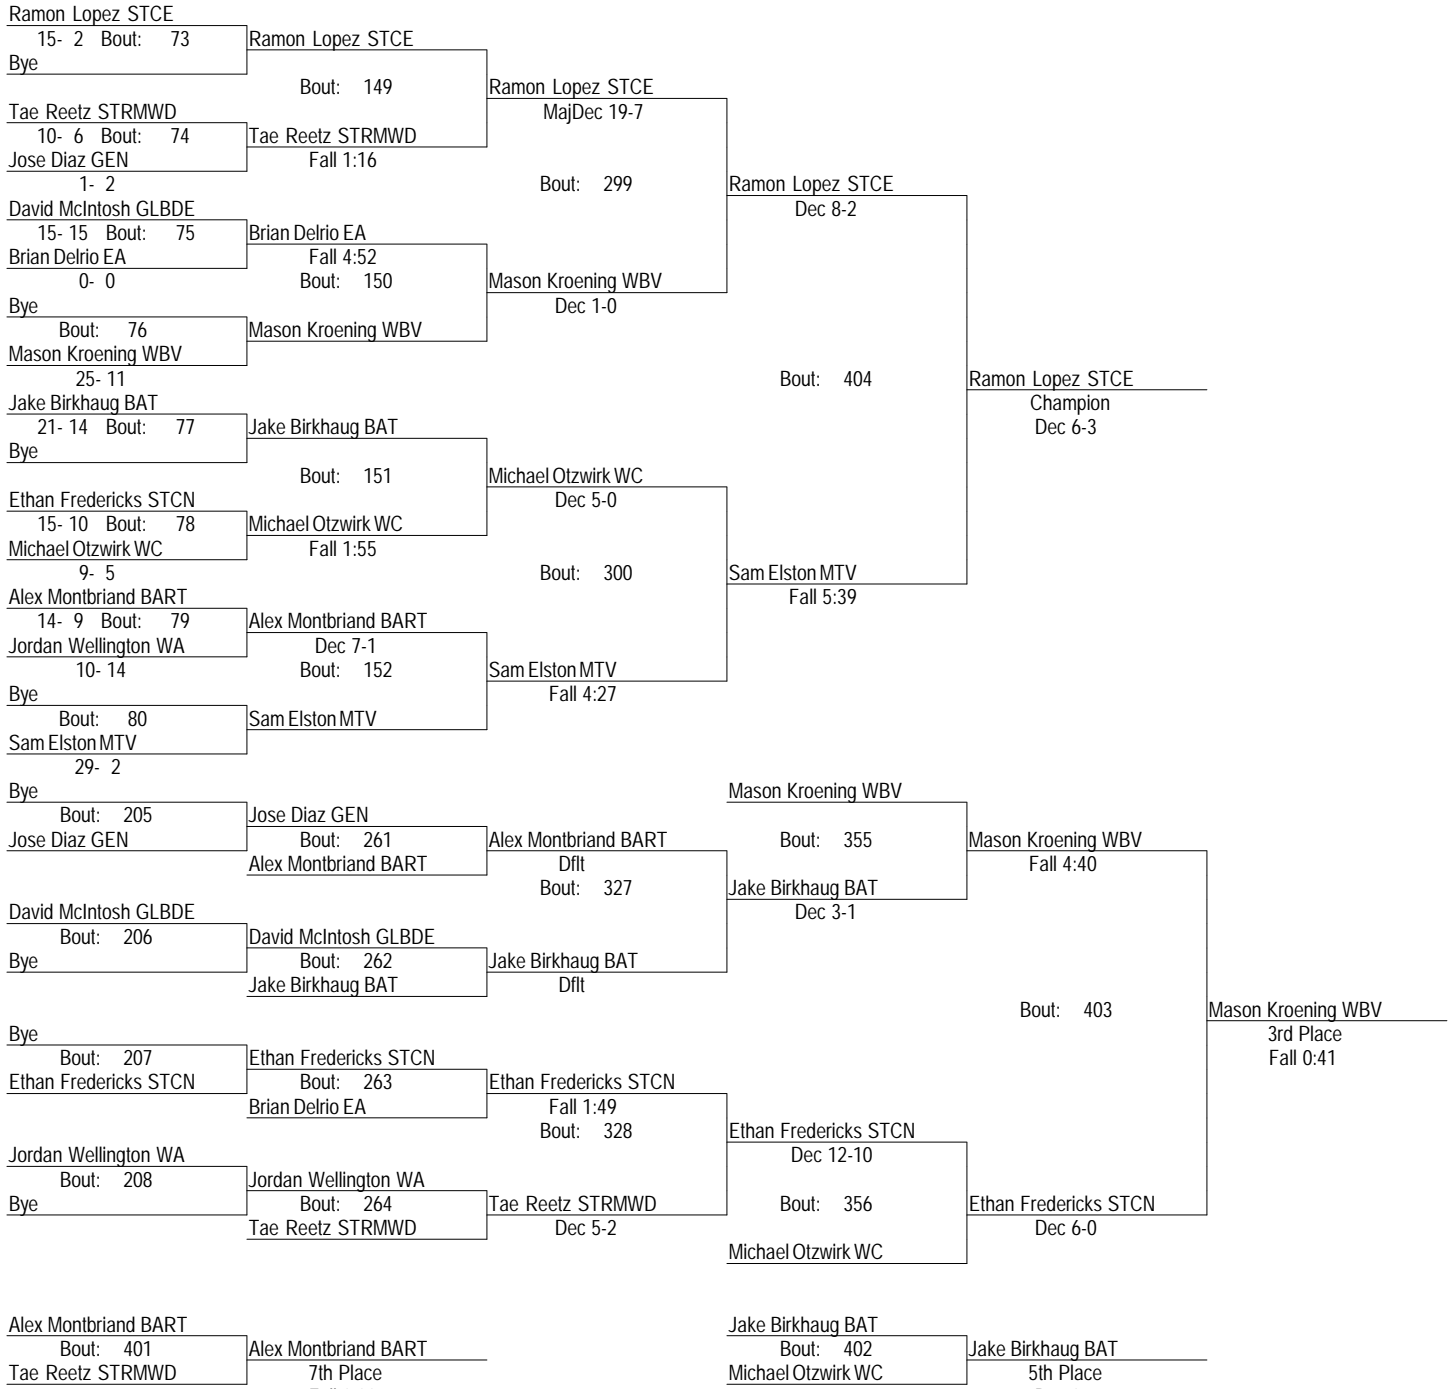 Ramon Lopez STCE
15- 2 Bout: 73 Ramon Lopez STCE
Bye
Bout: 149 Ramon Lopez STCE
Tae Reetz STRMWD MajDec 19-7
10- 6 Bout: 74 Tae Reetz STRMWD
Jose Diaz GEN Fall 1:16
1- 2 Bout: 299 Ramon Lopez STCE
David McIntosh GLBDE Dec 8-2
15- 15 Bout: 75 Brian Delrio EA
Brian Delrio EA Fall 4:52
0- 0 Bout: 150 Mason Kroening WBV
Bye Dec 1-0
Bout: 76 Mason Kroening WBV
Mason Kroening WBV
25- 11 Bout: 404 Ramon Lopez STCE
Jake Birkhaug BAT Champion
21- 14 Bout: 77 Jake Birkhaug BAT Dec 6-3
Bye
Bout: 151 Michael Otzwirk WC
Ethan Fredericks STCN Dec 5-0
15- 10 Bout: 78 Michael Otzwirk WC
Michael Otzwirk WC Fall 1:55
9- 5 Bout: 300 Sam Elston MTV
Alex Montbriand BART Fall 5:39
14- 9 Bout: 79 Alex Montbriand BART
Jordan Wellington WA Dec 7-1
10- 14 Bout: 152 Sam Elston MTV
Bye Fall 4:27
Bout: 80 Sam Elston MTV
Sam Elston MTV
29- 2
Bye Mason Kroening WBV
Bout: 205 Jose Diaz GEN
Jose Diaz GEN Bout: 261 Alex Montbriand BART Bout: 355 Mason Kroening WBV
Alex Montbriand BART Dflt Fall 4:40
Bout: 327 Jake Birkhaug BAT
David McIntosh GLBDE Dec 3-1
Bout: 206 David McIntosh GLBDE
Bye Bout: 262 Jake Birkhaug BAT
Jake Birkhaug BAT Dflt
Bout: 403 Mason Kroening WBV
Bye 3rd Place
Bout: 207 Ethan Fredericks STCN Fall 0:41
Ethan Fredericks STCN Bout: 263 Ethan Fredericks STCN
Brian Delrio EA Fall 1:49
Bout: 328 Ethan Fredericks STCN
Jordan Wellington WA Dec 12-10
Bout: 208 Jordan Wellington WA
Bye Bout: 264 Tae Reetz STRMWD Bout: 356 Ethan Fredericks STCN
Tae Reetz STRMWD Dec 5-2 Dec 6-0
Michael Otzwirk WC
Alex Montbriand BART Jake Birkhaug BAT
Bout: 401 Alex Montbriand BART Bout: 402 Jake Birkhaug BAT
Tae Reetz STRMWD 7th Place Michael Otzwirk WC 5th Place